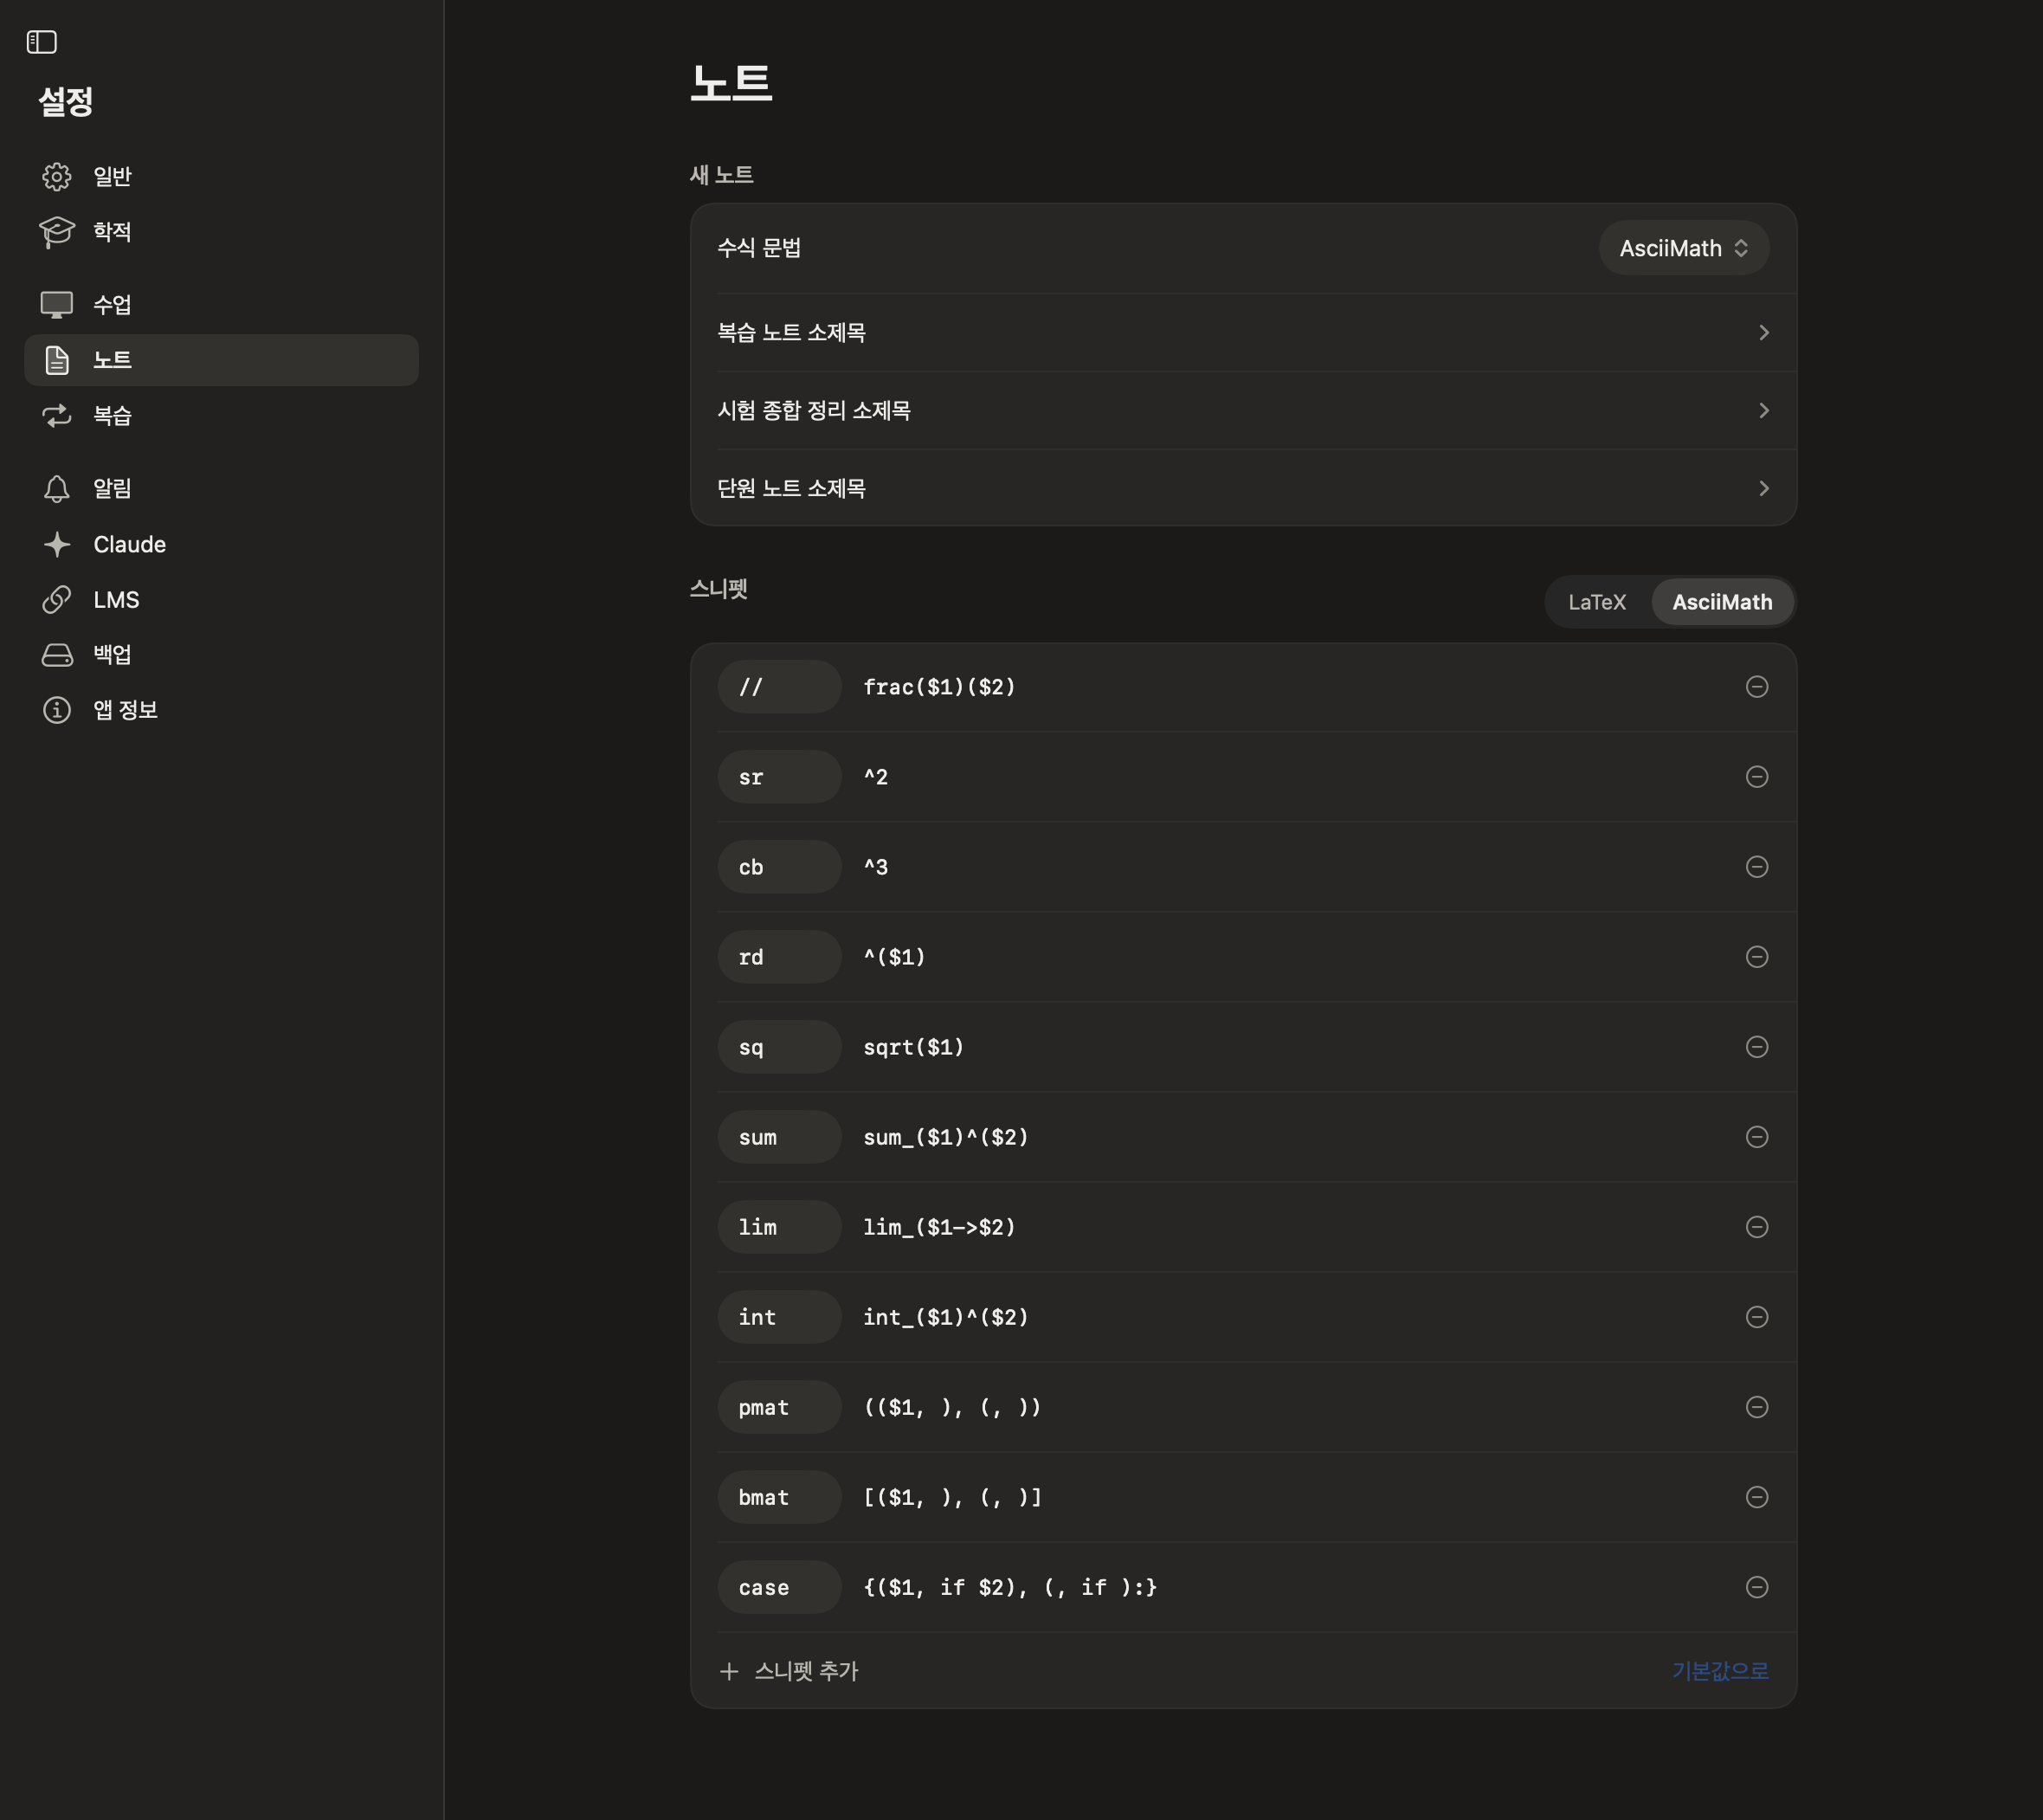 설정
일반
학적
수업
노트
복습
알림
Claude
LMS
백업
앱 정보
노트
새 노트
수식 문법 AsciiMath
복습 노트 소제목
시험 종합 정리 소제목
단원 노트 소제목
스니펫 LaTeX AsciiMath
// frac($1)($2)
sr ^2
cb ^3
rd ^($1)
sq sqrt($1)
sum sum_($1)^($2)
lim lim_($1->$2)
int int_($1)^($2)
pmat (($1, ), (, ))
bmat [($1, ), (, )]
case {($1, if $2), (, if ):}
+ 스니펫 추가 기본값으로